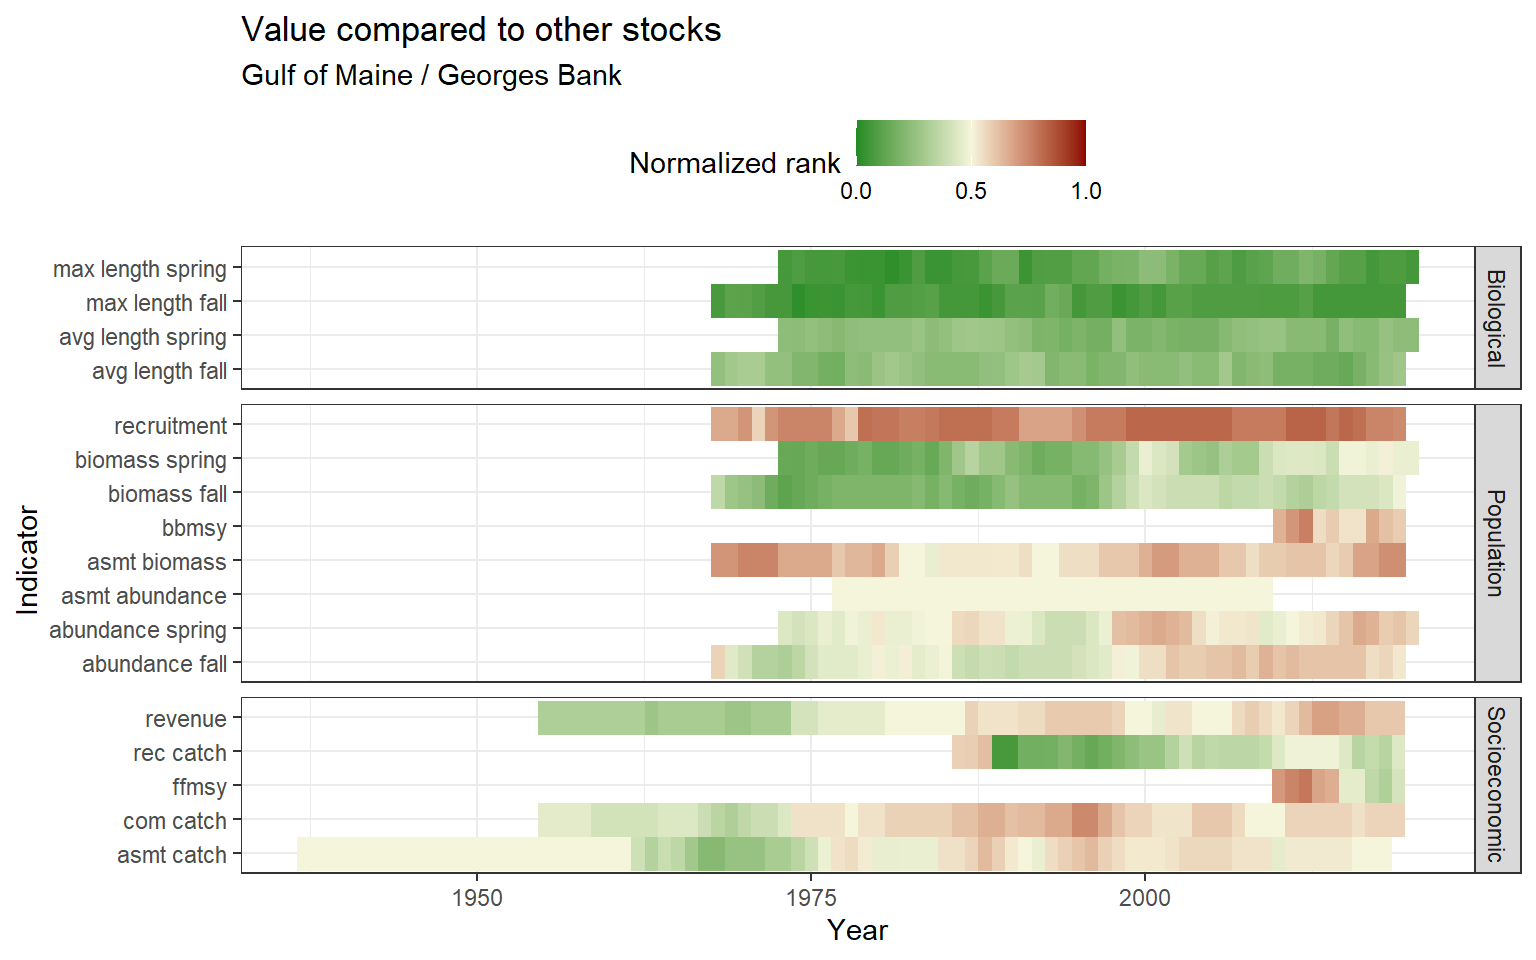 Value compared to other stocks
Gulf of Maine / Georges Bank
Normalized rank
0.0 0.5 1.0
max length spring
max length fall
avg length spring
avg length fall
Biological
recruitment
biomass spring
biomass fall
bbmsy
asmt biomass
asmt abundance
abundance spring
abundance fall
Population
revenue
rec catch
ffmsy
com catch
asmt catch
Socioeconomic
Indicator
1950 1975 2000
Year